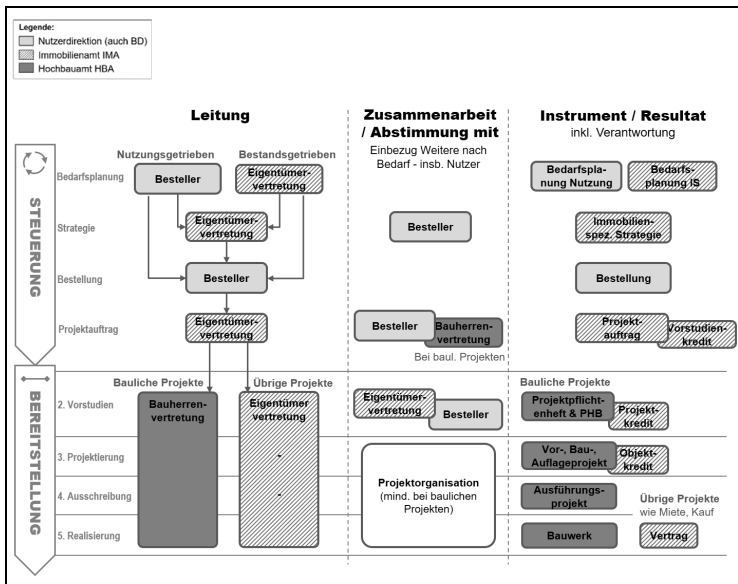 Legende:
Nutzerdirektion (auch BD)
Immobilienamt IMA
Hochbauamt HBA
Leitung
Zusammenarbeit
/ Abstimmung mit
Einbezug Weitere nach
Bedarf - insb. Nutzer
Instrument / Resultat
inkl. Verantwortung
STEUERUNG
Nutzungsgetrieben
Bestandsgetrieben
Bedarfsplanung
Besteller
Eigentümer-
vertretung
Bedarfspla-
nung Nutzung
Bedarfs-
planung IS
Strategie
Eigentümer-
vertretung
Besteller
Immobilien-
spez. Strategie
Bestellung
Besteller
Bestellung
Projektauftrag
Eigentümer-
vertretung
Besteller
Bauherren-
vertretung
Bei baul. Projekten
Projekt-
auftrag
Vorstudien-
kredit
BEREITSTELLUNG
Bauliche Projekte
Übrige Projekte
Bauliche Projekte
2. Vorstudien
Bauherren-
vertretung
Eigentümer
vertretung
Eigentümer-
vertretung
Besteller
Projektpflicht-
enheft & PHB
Projekt-
kredit
3. Projektierung
-
Vor-, Bau-,
Auflageprojekt
Objekt-
kredit
Projektorganisation
(mind. bei baulichen
Projekten)
4. Ausschreibung
-
Ausführungs-
projekt
Übrige Projekte
wie Miete, Kauf
5. Realisierung
Bauwerk
Vertrag